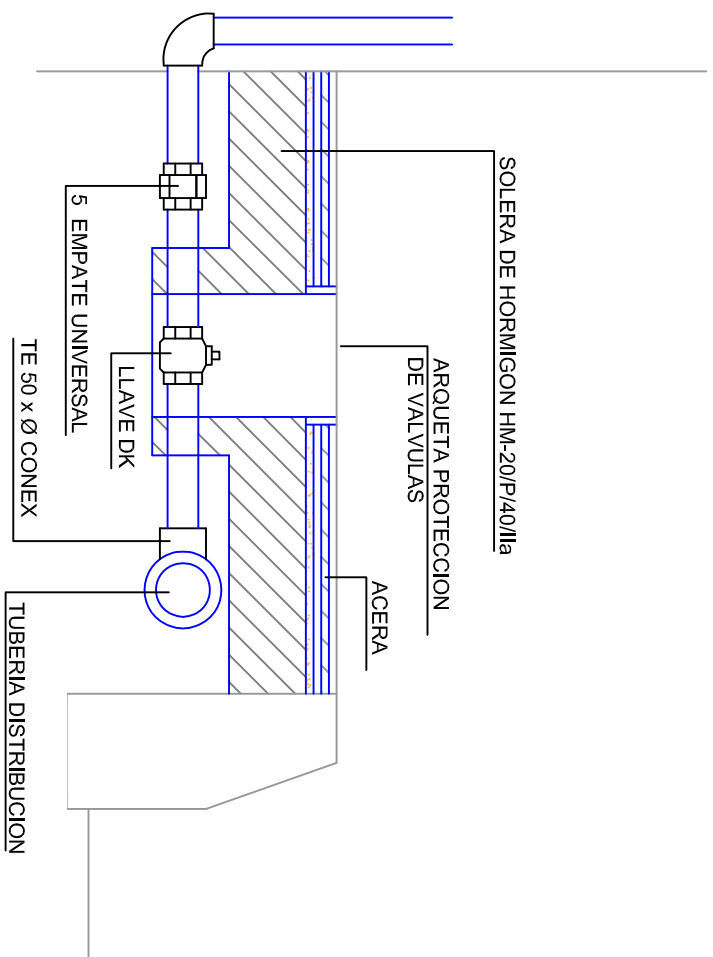 SOLERA DE HORMIGON HM-20/P/40/IIa
ARQUETA PROTECCION
DE VALVULAS
ACERA
5 EMPATE UNIVERSAL
LLAVE DK
TE 50 x Ø CONEX
TUBERIA DISTRIBUCION